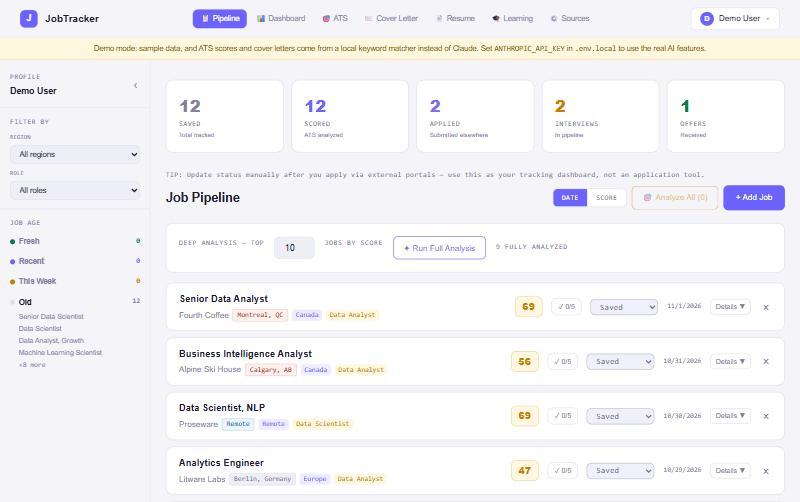 J JobTracker
Pipeline
Dashboard
ATS
Cover Letter
Resume
Learning
Sources
D Demo User
Demo mode: sample data, and ATS scores and cover letters come from a local keyword matcher instead of Claude. Set ANTHROPIC_API_KEY in .env.local to use the real AI features.
PROFILE
Demo User
FILTER BY
REGION
All regions
ROLE
All roles
JOB AGE
Fresh 0
Recent 0
This Week 0
Old 12
Senior Data Scientist
Data Scientist
Data Analyst, Growth
Machine Learning Scientist
+8 more
12
SAVED
Total tracked
12
SCORED
ATS analyzed
2
APPLIED
Submitted elsewhere
2
INTERVIEWS
In pipeline
1
OFFERS
Received
TIP: Update status manually after you apply via external portals — use this as your tracking dashboard, not an application tool.
Job Pipeline
DATE SCORE
Analyze All (0)
+ Add Job
DEEP ANALYSIS — TOP 10 JOBS BY SCORE
Run Full Analysis
9 FULLY ANALYZED
Senior Data Analyst
Fourth Coffee Montreal, QC Canada Data Analyst
69 ✓ 0/5 Saved 11/1/2026 Details ▼ ×
Business Intelligence Analyst
Alpine Ski House Calgary, AB Canada Data Analyst
56 ✓ 0/5 Saved 10/31/2026 Details ▼ ×
Data Scientist, NLP
Proseware Remote Remote Data Scientist
69 ✓ 0/5 Saved 10/30/2026 Details ▼ ×
Analytics Engineer
Litware Labs Berlin, Germany Europe Data Analyst
47 ✓ 0/5 Saved 10/29/2026 Details ▼ ×